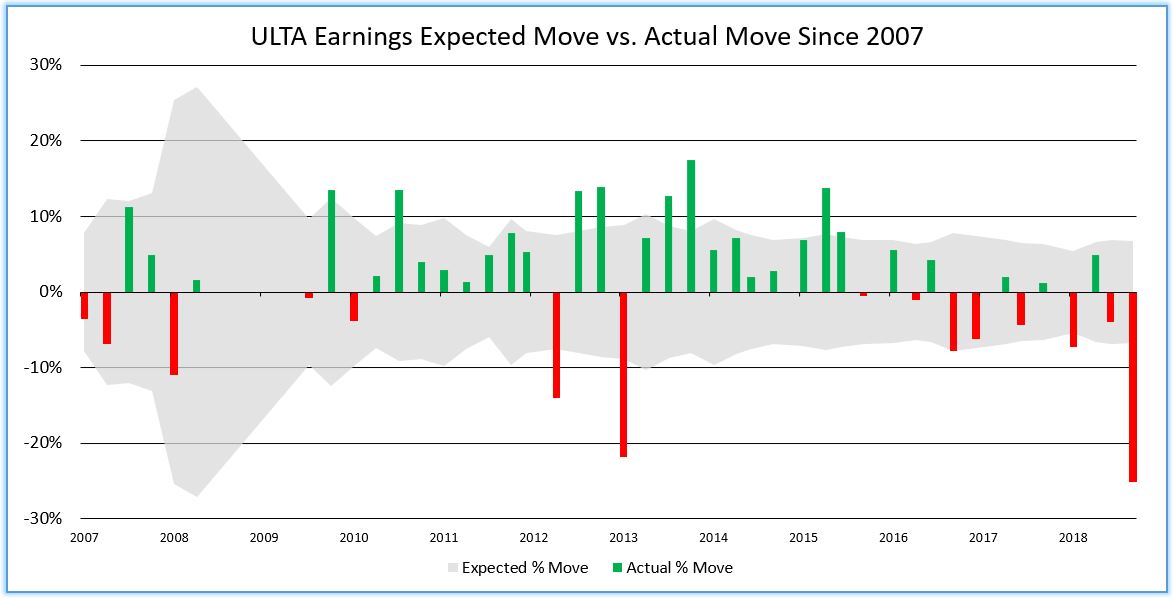 ULTA Earnings Expected Move vs. Actual Move Since 2007
30%
20%
10%
0%
-10%
-20%
-30%
2007 2008 2009 2010 2011 2012 2013 2014 2015 2016 2017 2018
Expected % Move Actual % Move